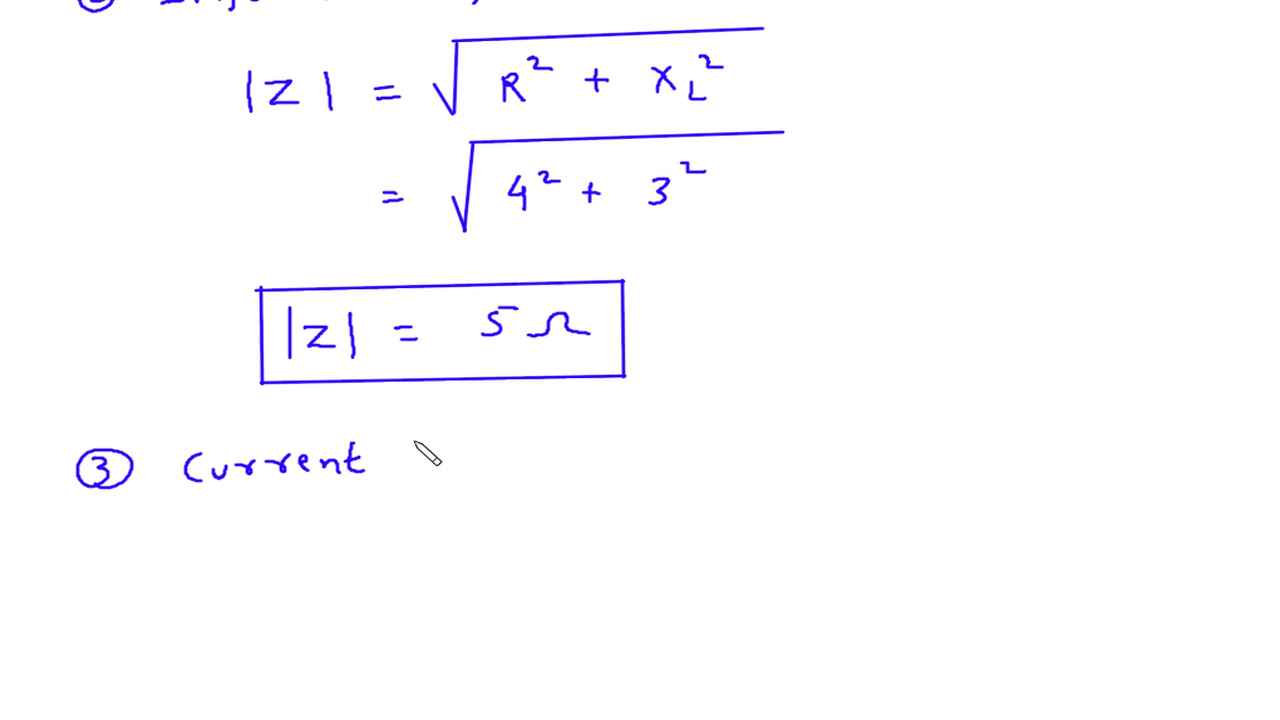 |Z| = √R² + X_L²
= √4² + 3²
|Z| = 5 Ω
③ Current